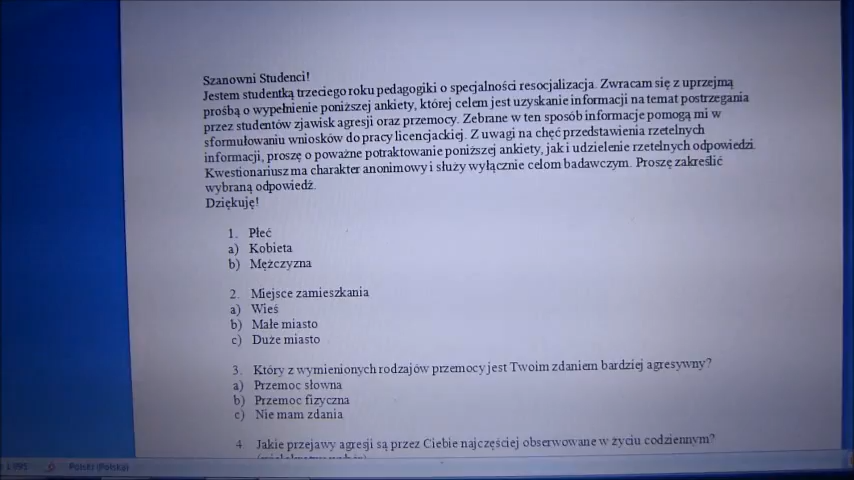 Szanowni Studenci!
Jestem studentką trzeciego roku pedagogiki o specjalności resocjalizacja. Zwracam się z uprzejmą
prośbą o wypełnienie poniższej ankiety, której celem jest uzyskanie informacji na temat postrzegania
przez studentów zjawisk agresji oraz przemocy. Zebrane w ten sposób informacje pomogą mi w
sformułowaniu wniosków do pracy licencjackiej. Z uwagi na chęć przedstawienia rzetelnych
informacji, proszę o poważne potraktowanie poniższej ankiety, jak i udzielenie rzetelnych odpowiedzi.
Kwestionariusz ma charakter anonimowy i służy wyłącznie celom badawczym. Proszę zakreślić
wybraną odpowiedź.
Dziękuję!
1. Płeć
a) Kobieta
b) Mężczyzna
2. Miejsce zamieszkania
a) Wieś
b) Małe miasto
c) Duże miasto
3. Który z wymienionych rodzajów przemocy jest Twoim zdaniem bardziej agresywny?
a) Przemoc słowna
b) Przemoc fizyczna
c) Nie mam zdania
4. Jakie przejawy agresji są przez Ciebie najczęściej obserwowane w życiu codziennym?
Polski (Polska)